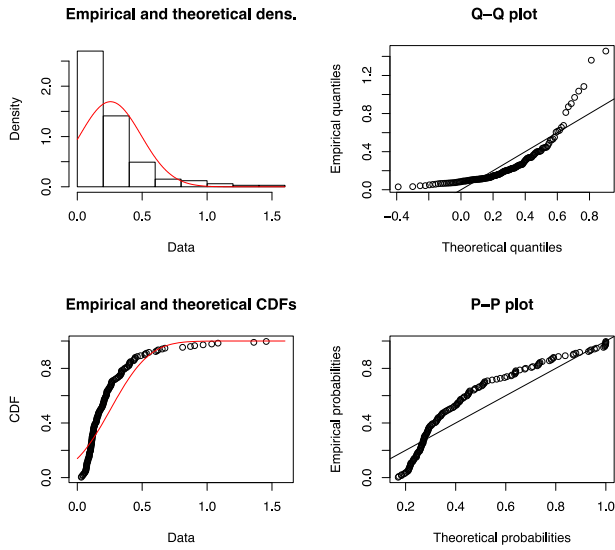 Empirical and theoretical dens.
Density
0.0
1.0
2.0
0.0
0.5
1.0
1.5
Data
Q–Q plot
Empirical quantiles
0.0
0.4
0.8
1.2
−0.4
0.0
0.2
0.4
0.6
0.8
Theoretical quantiles
Empirical and theoretical CDFs
CDF
0.0
0.4
0.8
0.0
0.5
1.0
1.5
Data
P–P plot
Empirical probabilities
0.0
0.4
0.8
0.2
0.4
0.6
0.8
1.0
Theoretical probabilities